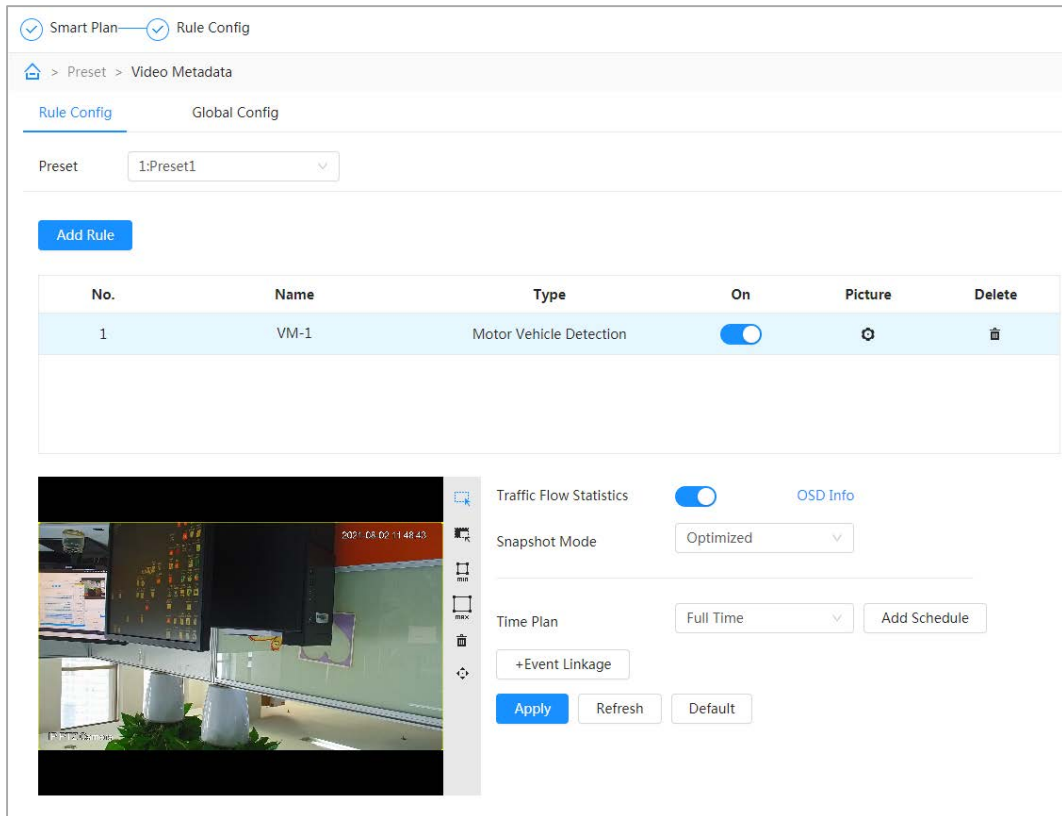 Smart Plan Rule Config
> Preset > Video Metadata
Rule Config Global Config
Preset 1:Preset1
Add Rule
No. Name Type On Picture Delete
1 VM-1 Motor Vehicle Detection
Traffic Flow Statistics OSD Info
2021-08-02 11:48:43
Snapshot Mode Optimized
min
max
Time Plan Full Time Add Schedule
+Event Linkage
Apply Refresh Default